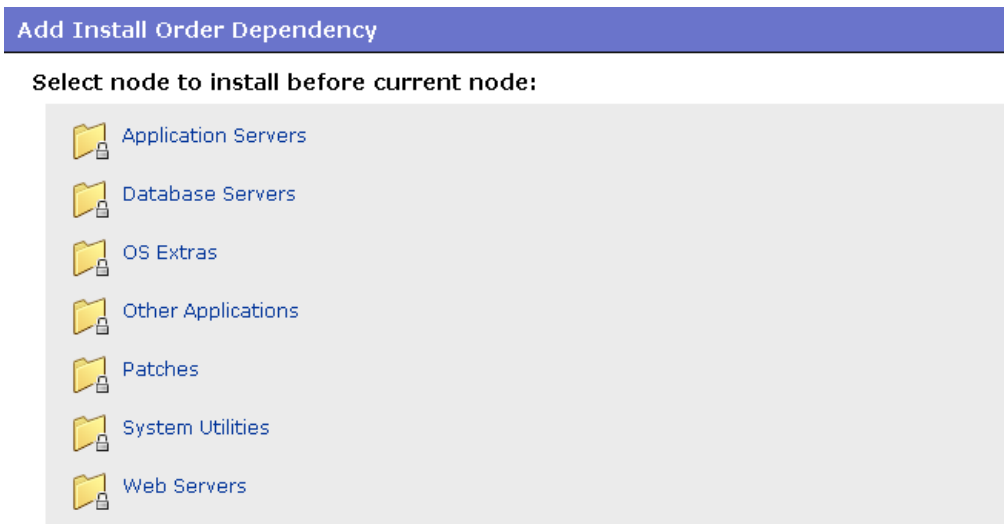 Add Install Order Dependency
Select node to install before current node:
Application Servers
Database Servers
OS Extras
Other Applications
Patches
System Utilities
Web Servers